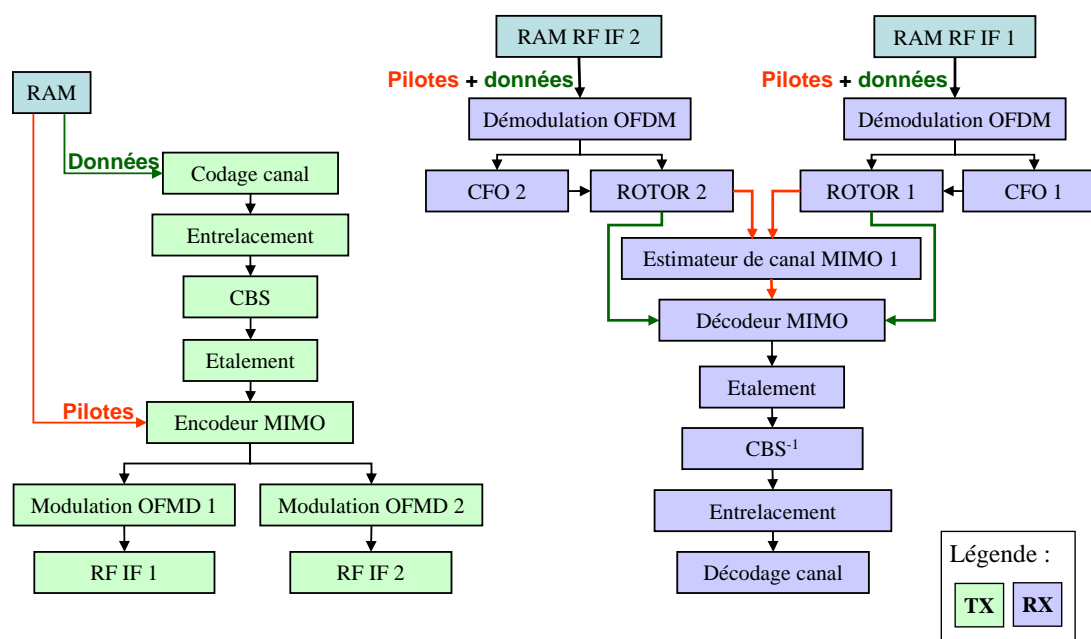 RAM
Données
Codage canal
Entrelacement
CBS
Etalement
Pilotes
Encodeur MIMO
Modulation OFMD 1
Modulation OFMD 2
RF IF 1
RF IF 2
RAM RF IF 2
RAM RF IF 1
Pilotes + données
Pilotes + données
Démodulation OFDM
Démodulation OFDM
CFO 2
ROTOR 2
ROTOR 1
CFO 1
Estimateur de canal MIMO 1
Décodeur MIMO
Etalement
CBS-1
Entrelacement
Décodage canal
Légende :
TX
RX